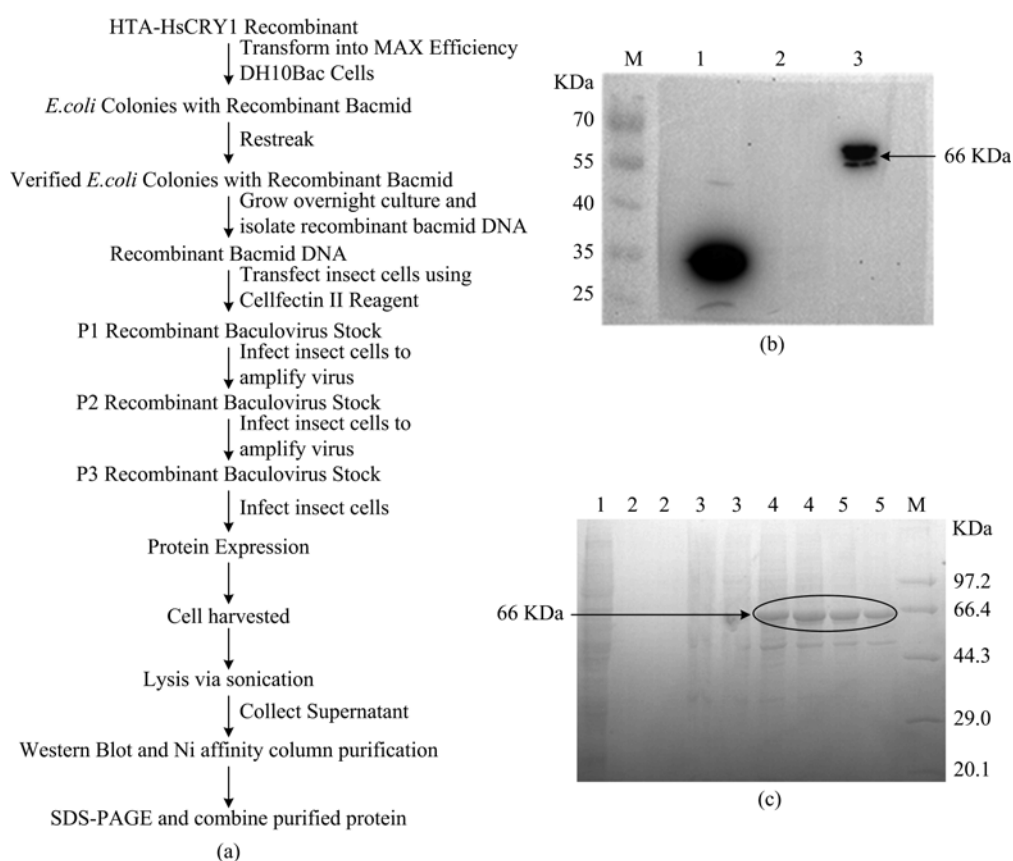 HTA-HsCRY1 Recombinant
Transform into MAX Efficiency
DH10Bac Cells
E.coli Colonies with Recombinant Bacmid
Restreak
Verified E.coli Colonies with Recombinant Bacmid
Grow overnight culture and
isolate recombinant bacmid DNA
Recombinant Bacmid DNA
Transfect insect cells using
Cellfectin II Reagent
P1 Recombinant Baculovirus Stock
Infect insect cells to
amplify virus
P2 Recombinant Baculovirus Stock
Infect insect cells to
amplify virus
P3 Recombinant Baculovirus Stock
Infect insect cells
Protein Expression
Cell harvested
Lysis via sonication
Collect Supernatant
Western Blot and Ni affinity column purification
SDS-PAGE and combine purified protein
(a)
M 1 2 3
KDa
70
55
40
35
25
66 KDa
(b)
1 2 2 3 3 4 4 5 5 M
KDa
97.2
66.4
44.3
29.0
20.1
66 KDa
(c)